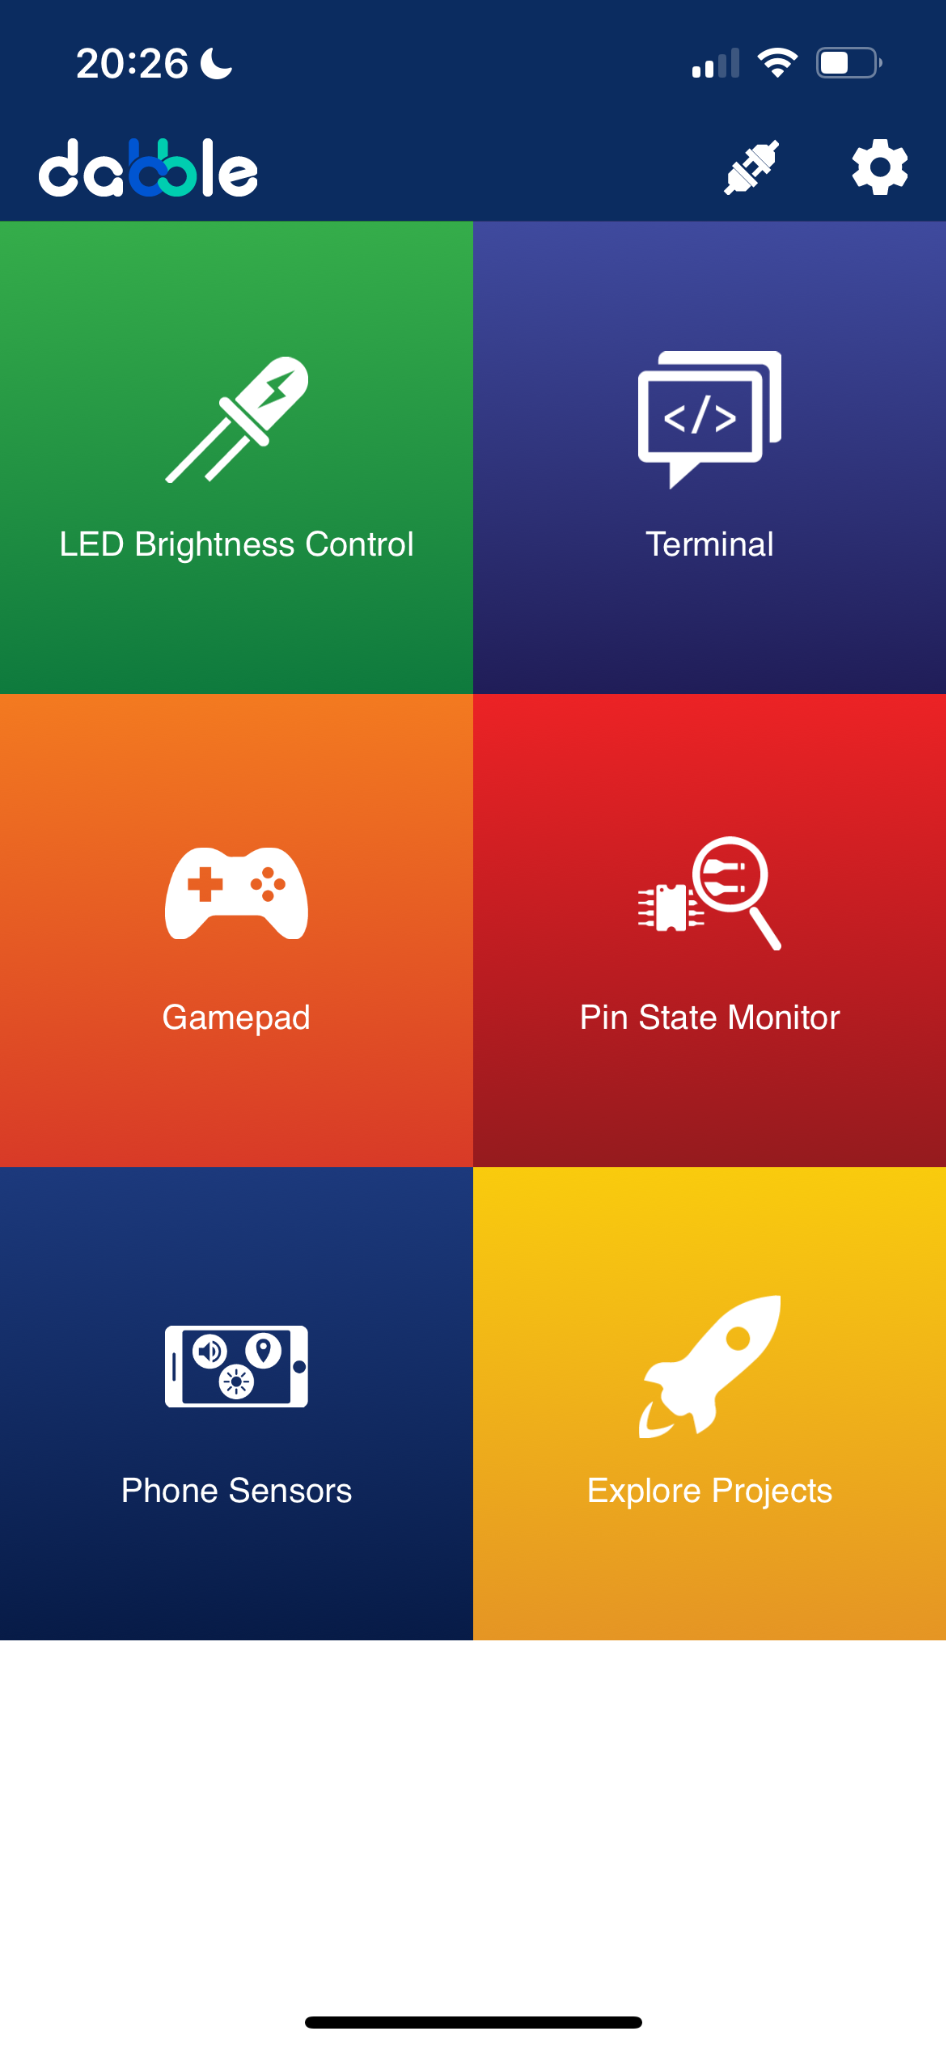 20:26
dabble
LED Brightness Control
Terminal
</>
Gamepad
Pin State Monitor
Phone Sensors
Explore Projects